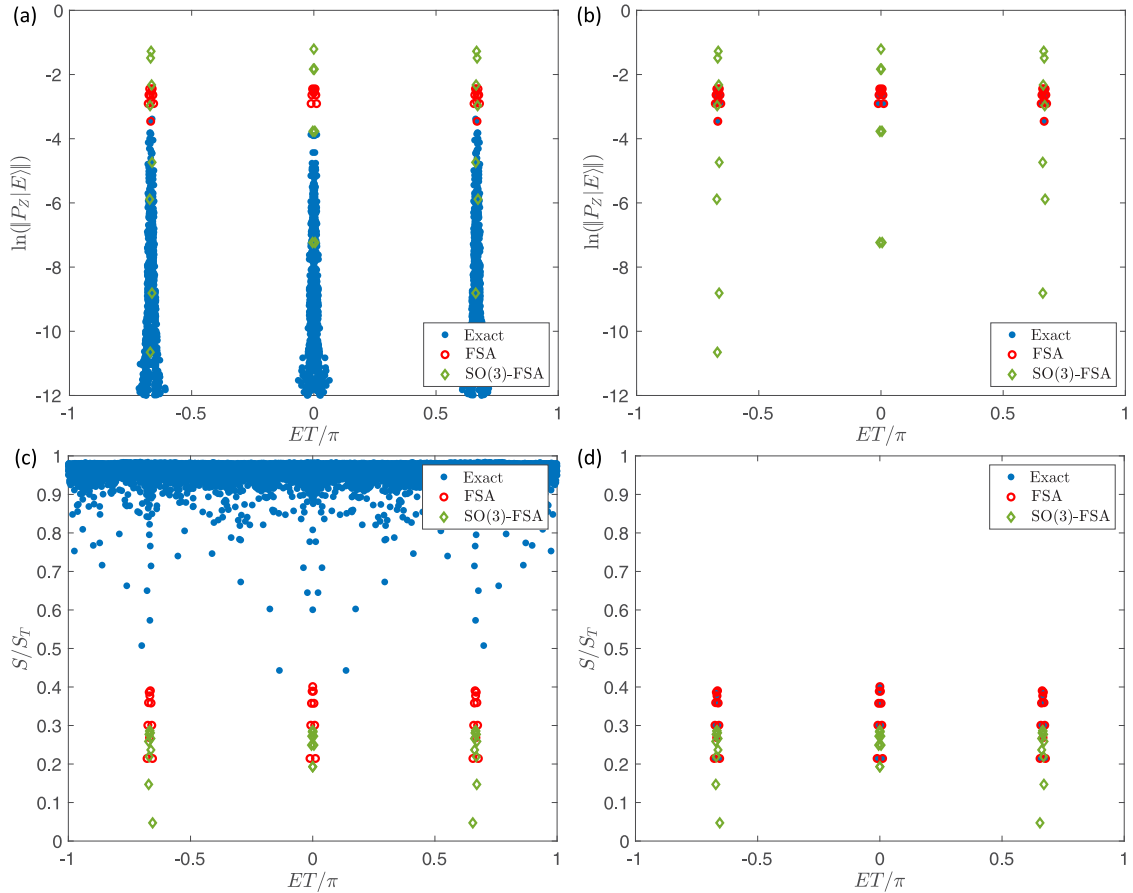 (a)
0
-2
-4
-6
-8
-10
-12
ln(‖P_Z|E⟩‖)
-1 -0.5 0 0.5 1
ET/π
Exact
FSA
SO(3)-FSA
(b)
0
-2
-4
-6
-8
-10
-12
ln(‖P_Z|E⟩‖)
-1 -0.5 0 0.5 1
ET/π
Exact
FSA
SO(3)-FSA
(c)
1
0.9
0.8
0.7
0.6
0.5
0.4
0.3
0.2
0.1
0
S/S_T
-1 -0.5 0 0.5 1
ET/π
Exact
FSA
SO(3)-FSA
(d)
1
0.9
0.8
0.7
0.6
0.5
0.4
0.3
0.2
0.1
0
S/S_T
-1 -0.5 0 0.5 1
ET/π
Exact
FSA
SO(3)-FSA